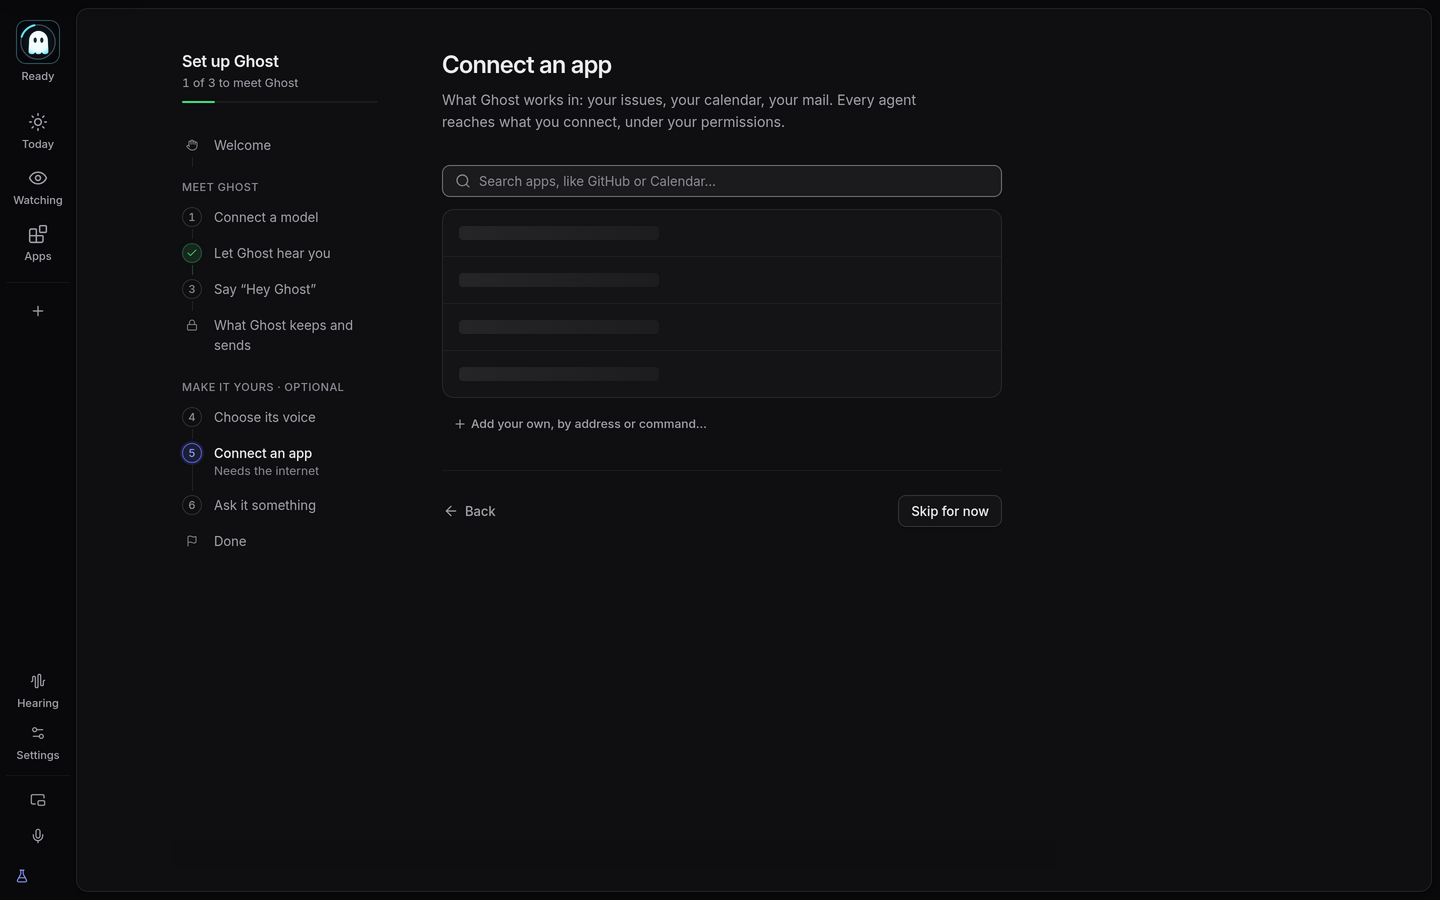 Ready
Today
Watching
Apps
Hearing
Settings
Set up Ghost
1 of 3 to meet Ghost
Welcome
MEET GHOST
1 Connect a model
Let Ghost hear you
3 Say “Hey Ghost”
What Ghost keeps and
sends
MAKE IT YOURS · OPTIONAL
4 Choose its voice
5 Connect an app
Needs the internet
6 Ask it something
Done
Connect an app
What Ghost works in: your issues, your calendar, your mail. Every agent
reaches what you connect, under your permissions.
Search apps, like GitHub or Calendar...
Add your own, by address or command...
Back
Skip for now